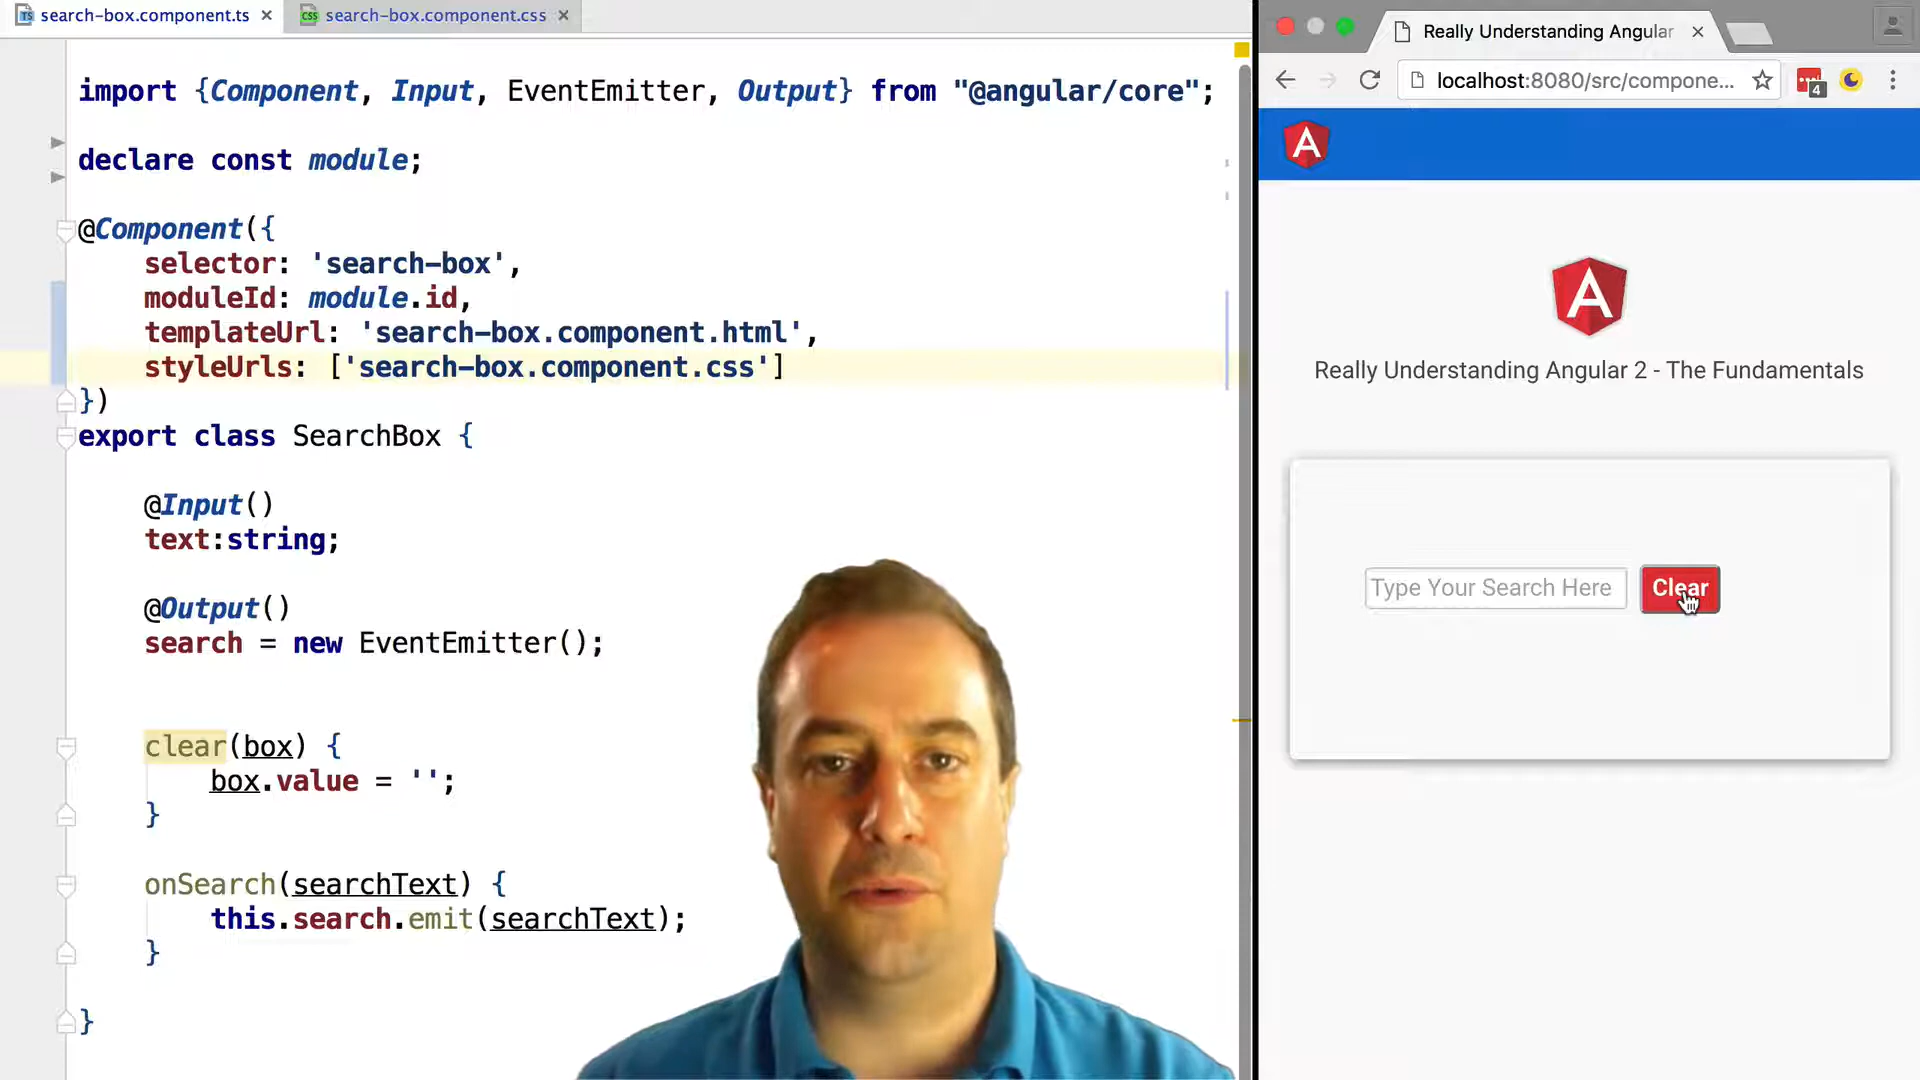 search-box.component.ts
search-box.component.css
import {Component, Input, EventEmitter, Output} from "@angular/core";
declare const module;
@Component({
selector: 'search-box',
moduleId: module.id,
templateUrl: 'search-box.component.html',
styleUrls: ['search-box.component.css']
})
export class SearchBox {
@Input()
text:string;
@Output()
search = new EventEmitter();
clear(box) {
box.value = '';
}
onSearch(searchText) {
this.search.emit(searchText);
}
}
Really Understanding Angular
localhost:8080/src/compone...
4
A
A
Really Understanding Angular 2 - The Fundamentals
Type Your Search Here
Clear